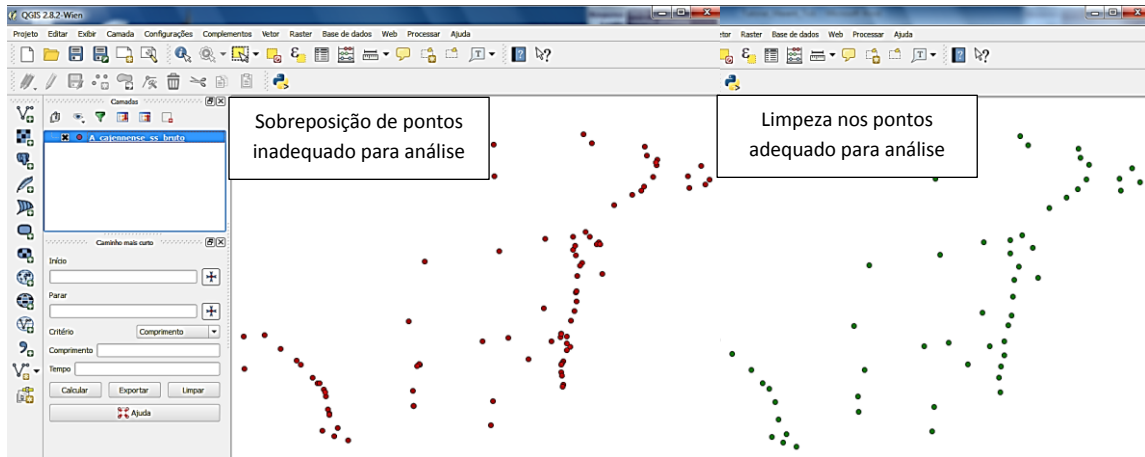 QGIS 2.8.2-Wien
Projeto Editar Exibir Camada Configurações Complementos Vetor Raster Base de dados Web Processar Ajuda
etor Raster Base de dados Web Processar Ajuda
Camadas
A_cajennense_ss_bruto
Sobreposição de pontos
inadequado para análise
Limpeza nos pontos
adequado para análise
Caminho mais curto
Início
Parar
Critério Comprimento
Comprimento
Tempo
Calcular Exportar Limpar
Ajuda